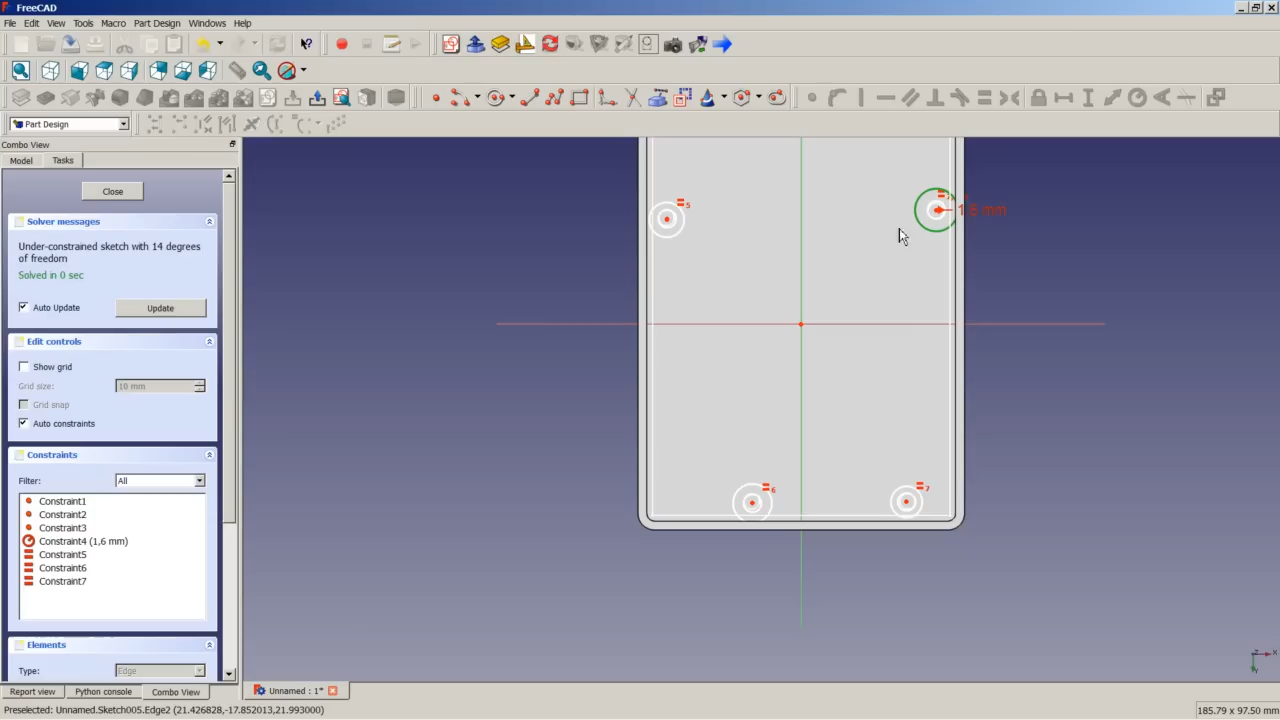 FreeCAD
File Edit View Tools Macro Part Design Windows Help
Part Design
Combo View
Model Tasks
Close
Solver messages
Under-constrained sketch with 14 degrees
of freedom
Solved in 0 sec
Auto Update Update
Edit controls
Show grid
Grid size: 10 mm
Grid snap
Auto constraints
Constraints
Filter: All
Constraint1
Constraint2
Constraint3
Constraint4 (1,6 mm)
Constraint5
Constraint6
Constraint7
Elements
Type: Edge
5
6
7
Report view Python console Combo View
Unnamed : 1*
Preselected: Unnamed.Sketch005.Edge2 (21.426828,-17.852013,21.993000)
185.79 x 97.50 mm